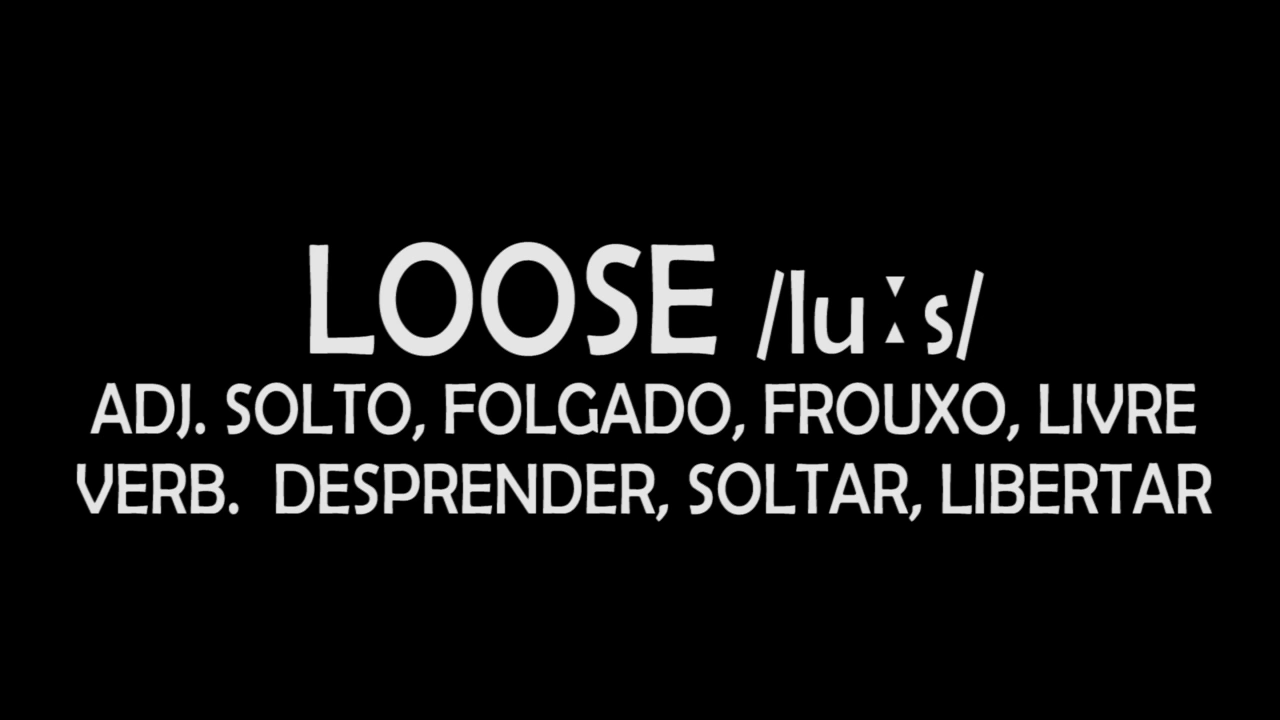 LOOSE /luːs/
ADJ. SOLTO, FOLGADO, FROUXO, LIVRE
VERB.  DESPRENDER, SOLTAR, LIBERTAR